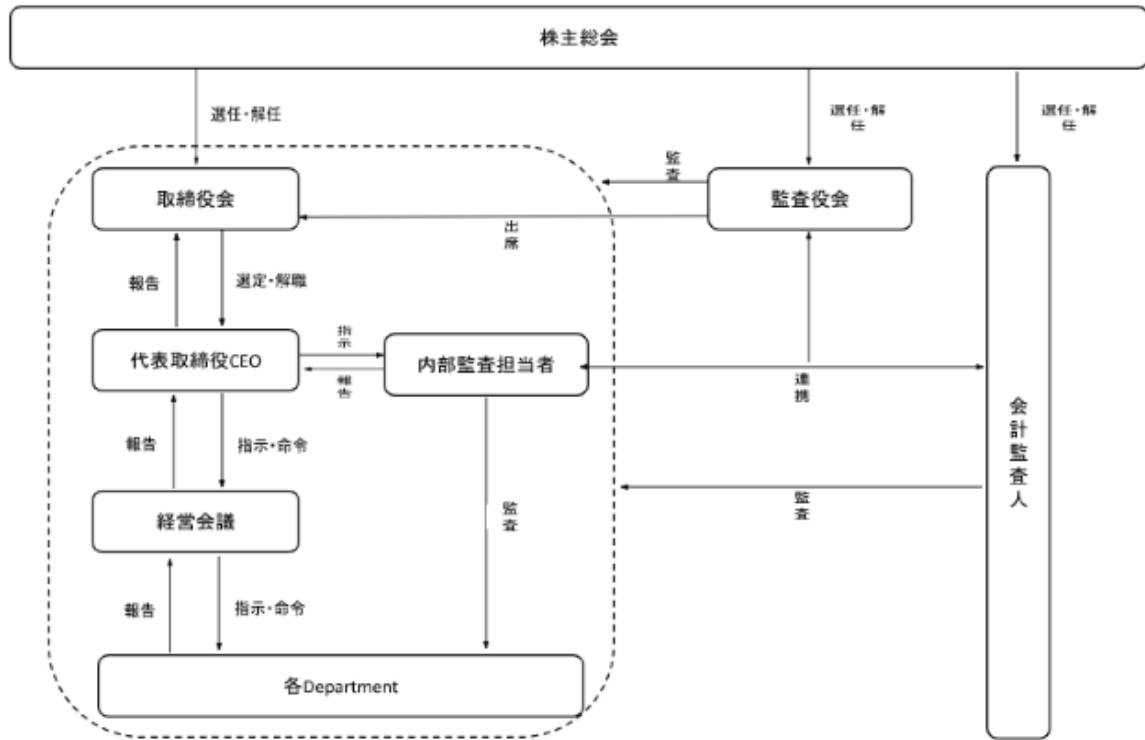 株主総会
選任・解任
選任・解
任
選任・解
任
監査
取締役会
監査役会
出席
報告
選定・解職
指示
代表取締役CEO
内部監査担当者
報告
連携
会計監査人
報告
指示・命令
経営会議
監査
監査
報告
指示・命令
各Department